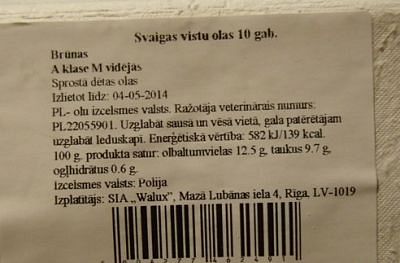 Svaigas vistu olas 10 gab.
Brūnas
A klase M vidējas
Sprostā dētas olas
Izlietot līdz: 04-05-2014
PL- olu izcelsmes valsts. Ražotāja veterinārais numurs:
PL22055901. Uzglabāt sausā un vēsā vietā, gala patērētājam
uzglabāt ledusskapī. Enerģētiskā vērtība: 582 kJ/139 kcal.
100 g. produkta satur: olbaltumvielas 12.5 g, taukus 9.7 g,
ogļhidrātus 0.6 g.
Izcelsmes valsts: Polija
Izplatītājs: SIA „Walux”, Mazā Lubānas iela 4, Rīga, LV-1019